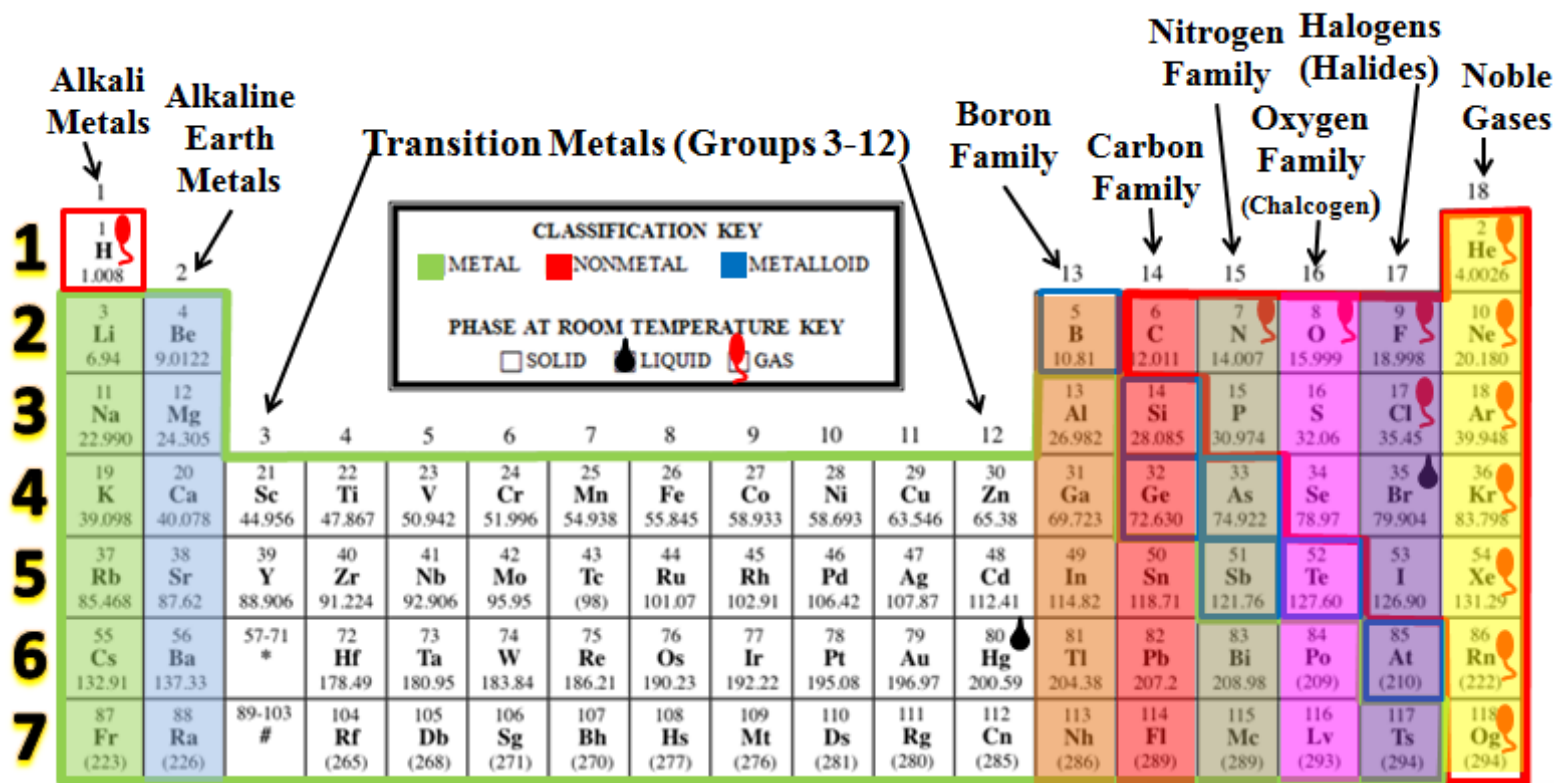 Alkali
Metals
Alkaline
Earth
Metals
Transition Metals (Groups 3-12)
Boron
Family
Carbon
Family
Nitrogen
Family
Oxygen
Family
(Chalcogen)
Halogens
(Halides)
Noble
Gases
CLASSIFICATION KEY
METAL NONMETAL METALLOID
PHASE AT ROOM TEMPERATURE KEY
SOLID LIQUID GAS
1 18
1
1 2
H He
1.008 4.0026
2 13 14 15 16 17
2
3 4 5 6 7 8 9 10
Li Be B C N O F Ne
6.94 9.0122 10.81 12.011 14.007 15.999 18.998 20.180
3
11 12 13 14 15 16 17 18
Na Mg Al Si P S Cl Ar
22.990 24.305 26.982 28.085 30.974 32.06 35.45 39.948
3 4 5 6 7 8 9 10 11 12
4
19 20 21 22 23 24 25 26 27 28 29 30 31 32 33 34 35 36
K Ca Sc Ti V Cr Mn Fe Co Ni Cu Zn Ga Ge As Se Br Kr
39.098 40.078 44.956 47.867 50.942 51.996 54.938 55.845 58.933 58.693 63.546 65.38 69.723 72.630 74.922 78.97 79.904 83.798
5
37 38 39 40 41 42 43 44 45 46 47 48 49 50 51 52 53 54
Rb Sr Y Zr Nb Mo Tc Ru Rh Pd Ag Cd In Sn Sb Te I Xe
85.468 87.62 88.906 91.224 92.906 95.95 (98) 101.07 102.91 106.42 107.87 112.41 114.82 118.71 121.76 127.60 126.90 131.29
6
55 56 57-71 72 73 74 75 76 77 78 79 80 81 82 83 84 85 86
Cs Ba * Hf Ta W Re Os Ir Pt Au Hg Tl Pb Bi Po At Rn
132.91 137.33 178.49 180.95 183.84 186.21 190.23 192.22 195.08 196.97 200.59 204.38 207.2 208.98 (209) (210) (222)
7
87 88 89-103 104 105 106 107 108 109 110 111 112 113 114 115 116 117 118
Fr Ra # Rf Db Sg Bh Hs Mt Ds Rg Cn Nh Fl Mc Lv Ts Og
(223) (226) (265) (268) (271) (270) (277) (276) (281) (280) (285) (286) (289) (289) (293) (294) (294)